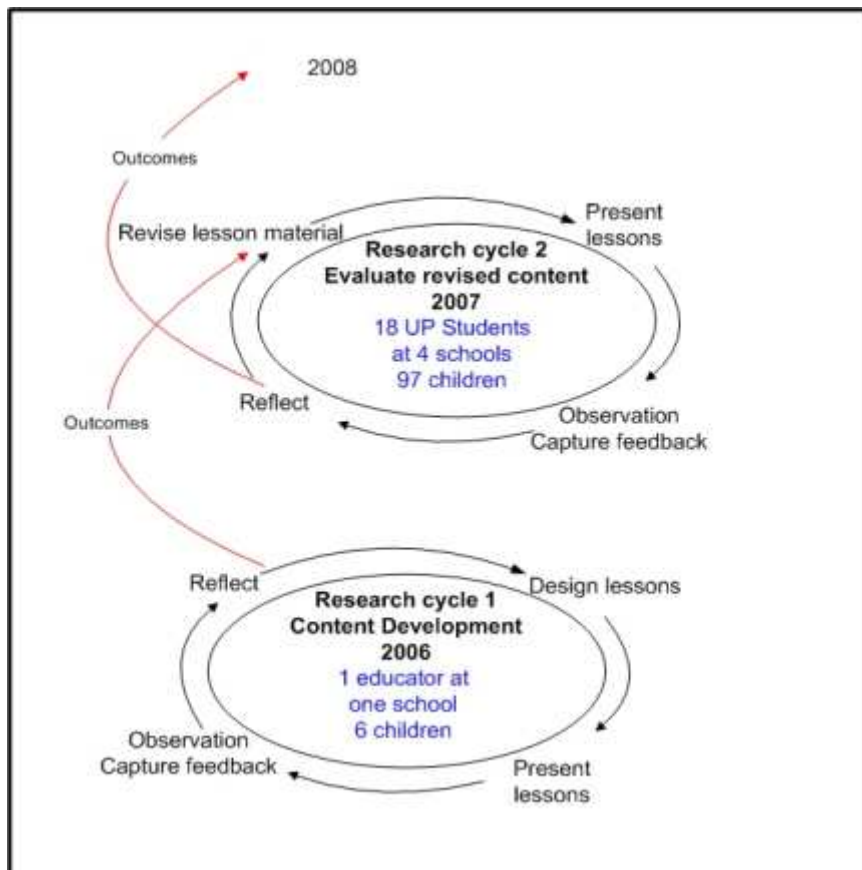 2008
Outcomes
Revise lesson material
Present
lessons
Research cycle 2
Evaluate revised content
2007
18 UP Students
at 4 schools
97 children
Reflect
Observation
Capture feedback
Outcomes
Reflect
Design lessons
Research cycle 1
Content Development
2006
1 educator at
one school
6 children
Observation
Capture feedback
Present
lessons